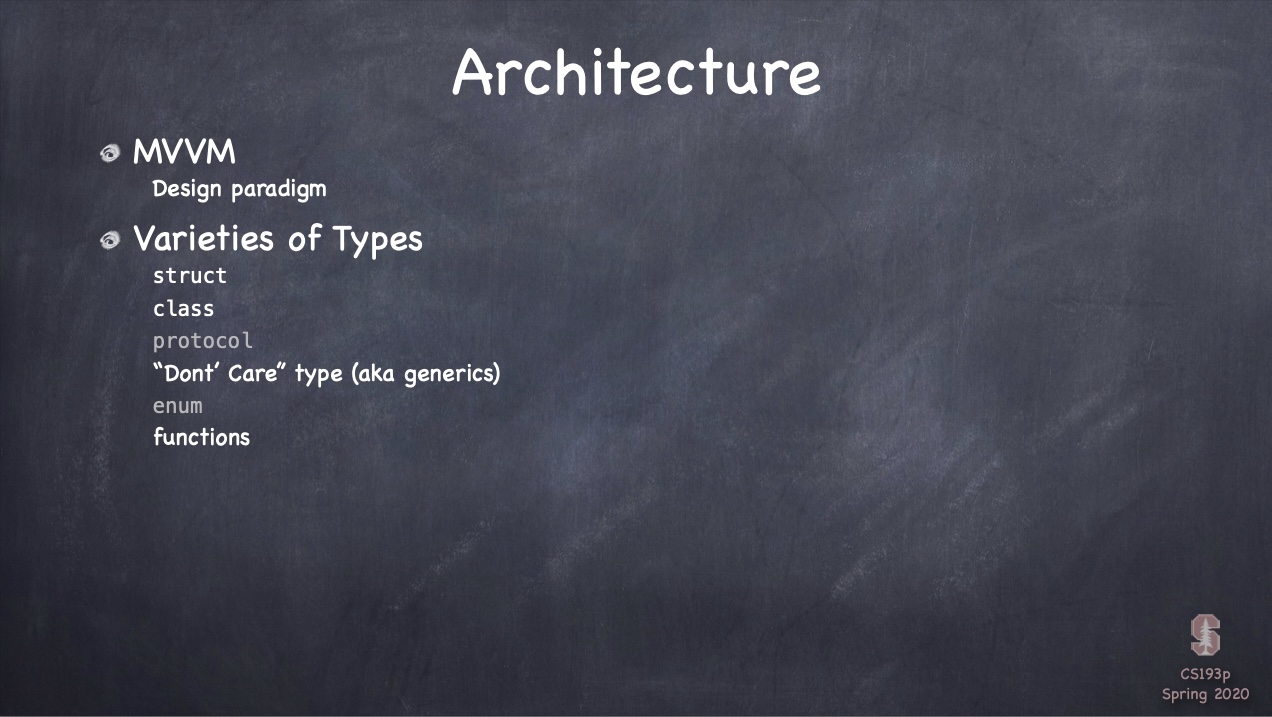 Architecture
MVVM
Design paradigm
Varieties of Types
struct
class
protocol
“Dont’ Care” type (aka generics)
enum
functions
S
CS193p
Spring 2020